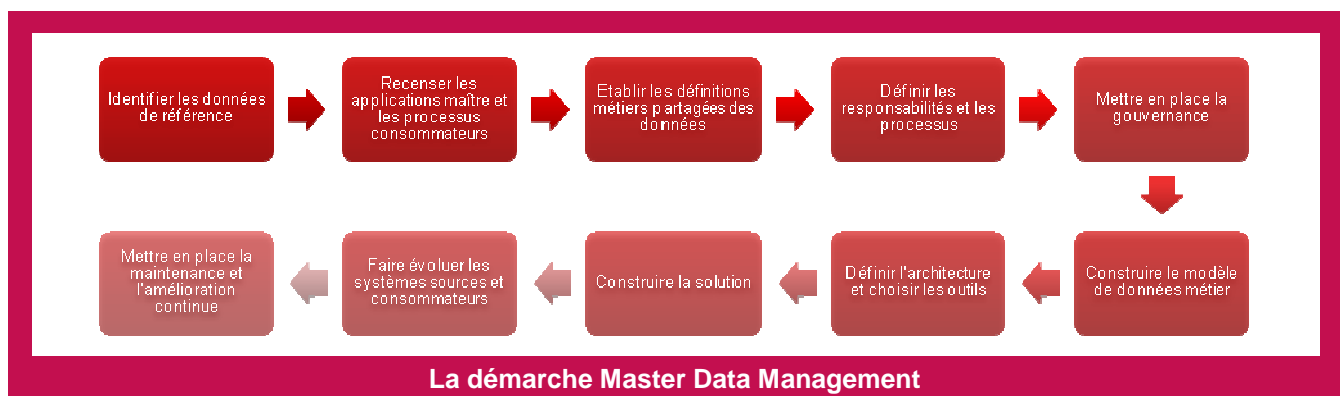 Identifier les données
de référence
Recenser les
applications maître et
les processus
consommateurs
Etablir les définitions
métiers partagées des
données
Définir les
responsabilités et les
processus
Mettre en place la
gouvernance
Construire le modèle
de données métier
Définir l'architecture
et choisir les outils
Construire la solution
Faire évoluer les
systèmes sources et
consommateurs
Mettre en place la
maintenance et
l'amélioration
continue
La démarche Master Data Management